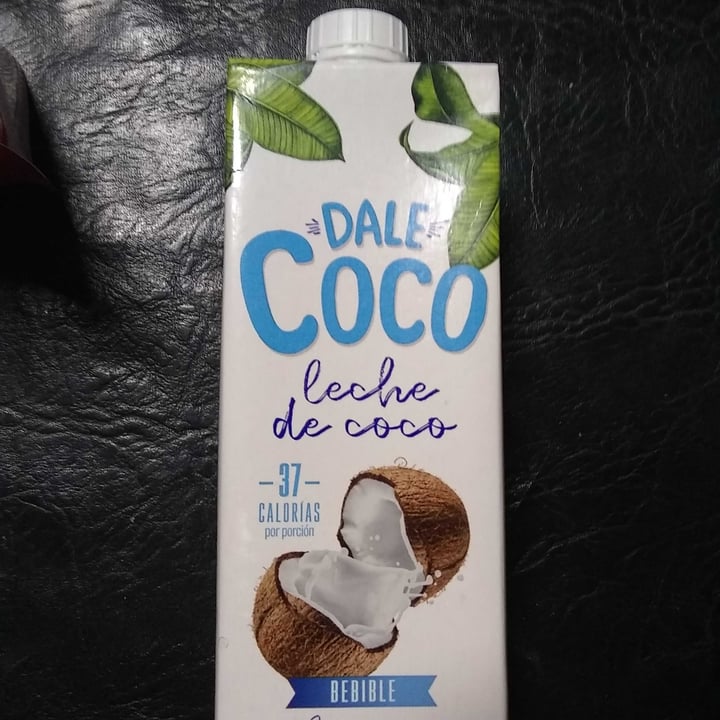 DALE
COCO
leche
de coco
37
CALORÍAS
por porción
BEBIBLE